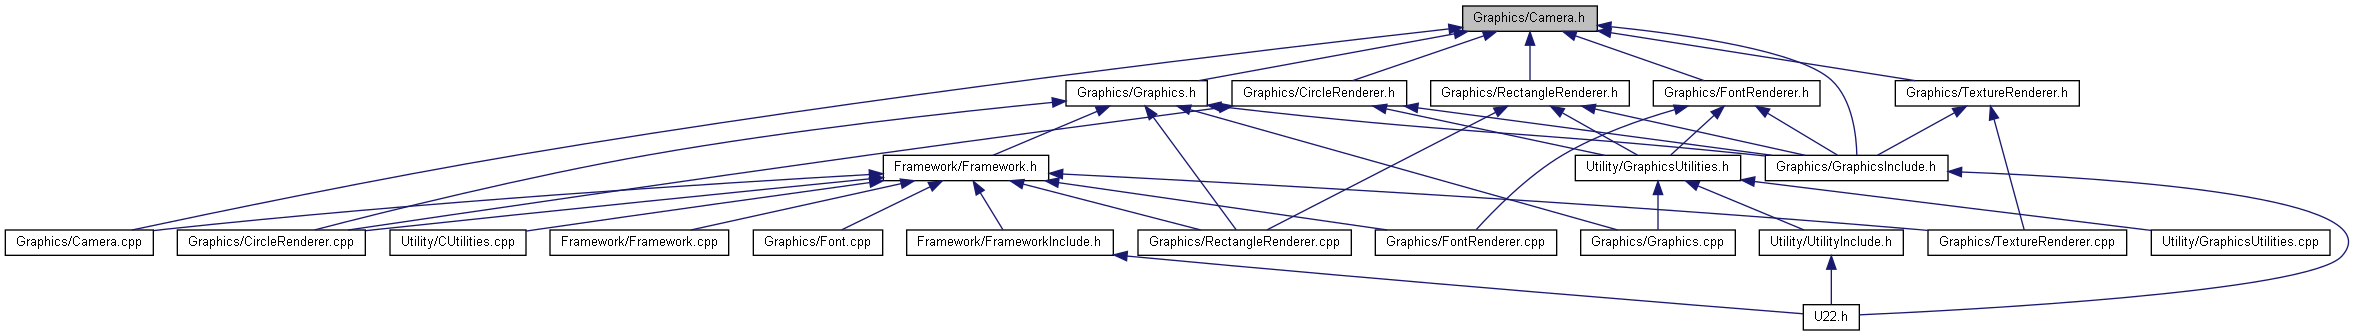 Graphics/Camera.h
Graphics/Graphics.h
Graphics/CircleRenderer.h
Graphics/RectangleRenderer.h
Graphics/FontRenderer.h
Graphics/TextureRenderer.h
Framework/Framework.h
Utility/GraphicsUtilities.h
Graphics/GraphicsInclude.h
Graphics/Camera.cpp
Graphics/CircleRenderer.cpp
Utility/CUtilities.cpp
Framework/Framework.cpp
Graphics/Font.cpp
Framework/FrameworkInclude.h
Graphics/RectangleRenderer.cpp
Graphics/FontRenderer.cpp
Graphics/Graphics.cpp
Utility/UtilityInclude.h
Graphics/TextureRenderer.cpp
Utility/GraphicsUtilities.cpp
U22.h